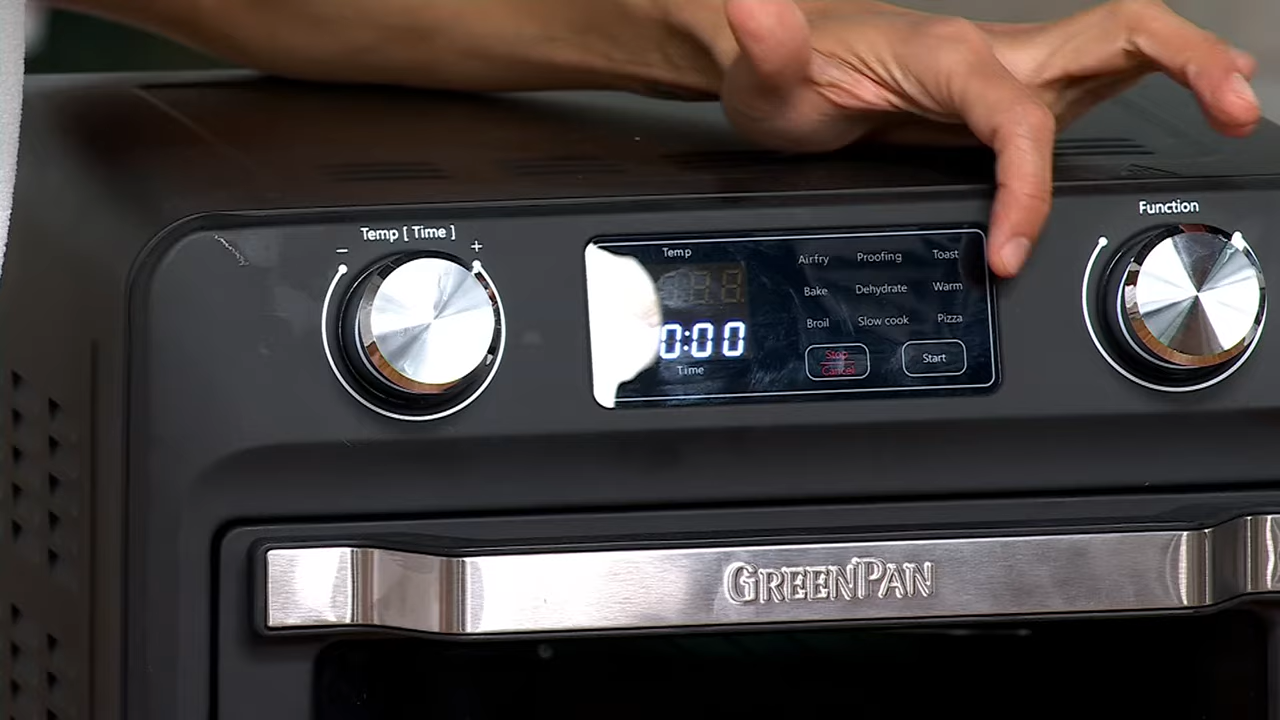 Temp [ Time ]
− +
Temp
0:00
Time
Airfry Proofing Toast
Bake Dehydrate Warm
Broil Slow cook Pizza
Stop
Cancel
Start
Function
GREENPAN